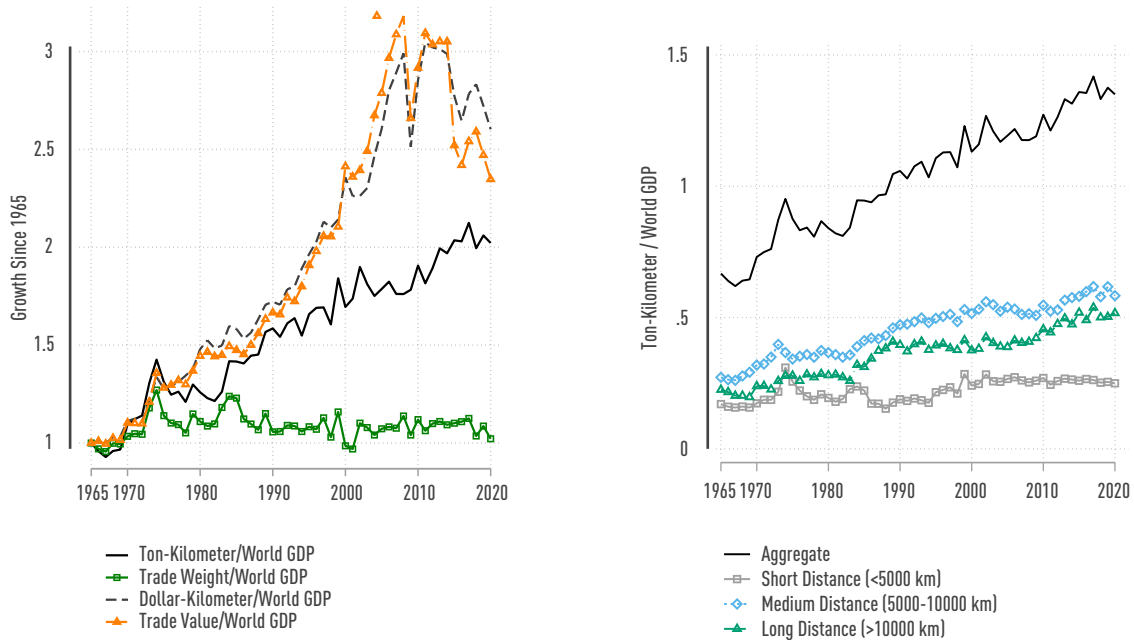 Growth Since 1965
3
2.5
2
1.5
1
1965 1970 1980 1990 2000 2010 2020
Ton-Kilometer/World GDP
Trade Weight/World GDP
Dollar-Kilometer/World GDP
Trade Value/World GDP
Ton-Kilometer / World GDP
1.5
1
.5
0
1965 1970 1980 1990 2000 2010 2020
Aggregate
Short Distance (<5000 km)
Medium Distance (5000-10000 km)
Long Distance (>10000 km)